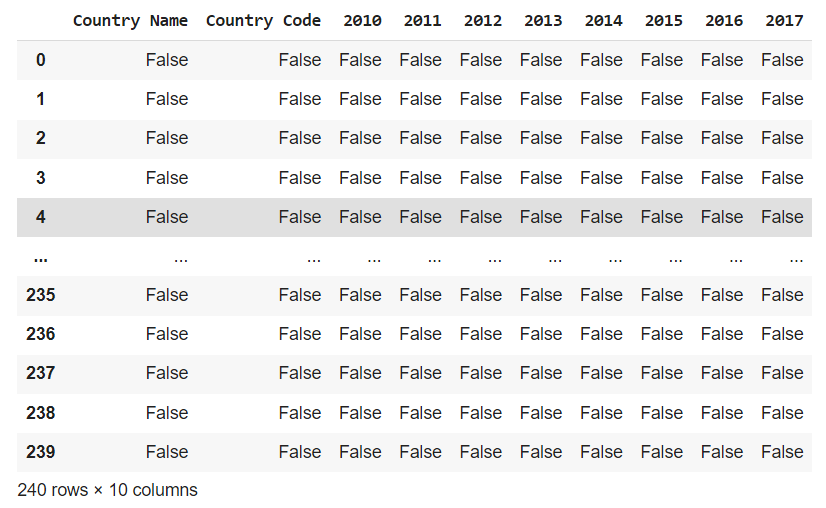 Country Name Country Code 2010 2011 2012 2013 2014 2015 2016 2017
0 False False False False False False False False False False
1 False False False False False False False False False False
2 False False False False False False False False False False
3 False False False False False False False False False False
4 False False False False False False False False False False
... ... ... ... ... ... ... ... ... ... ...
235 False False False False False False False False False False
236 False False False False False False False False False False
237 False False False False False False False False False False
238 False False False False False False False False False False
239 False False False False False False False False False False
240 rows × 10 columns